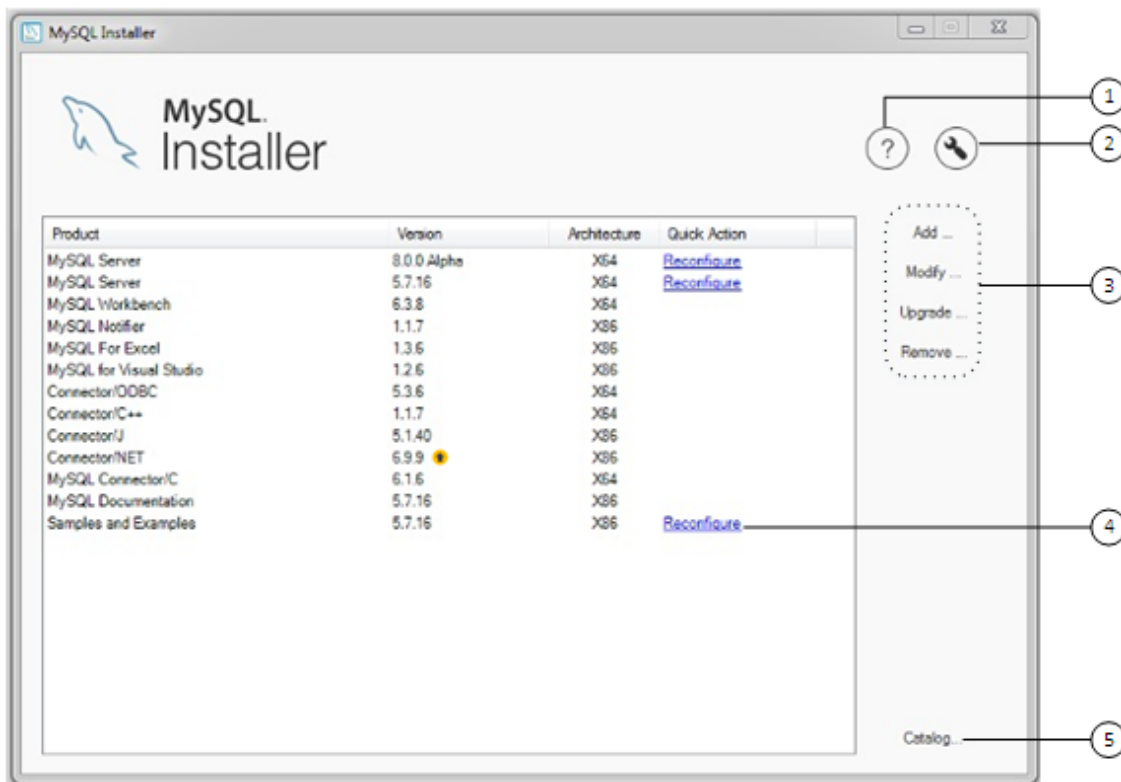 MySQL Installer
MySQL.
Installer
1
?
2
Product Version Architecture Quick Action
MySQL Server 8.0.0 Alpha X64 Reconfigure
MySQL Server 5.7.16 X64 Reconfigure
MySQL Workbench 6.3.8 X64
MySQL Notifier 1.1.7 X86
MySQL For Excel 1.3.6 X86
MySQL for Visual Studio 1.2.6 X86
Connector/ODBC 5.3.6 X64
Connector/C++ 1.1.7 X64
Connector/J 5.1.40 X86
Connector/NET 6.9.9 X86
MySQL Connector/C 6.1.6 X64
MySQL Documentation 5.7.16 X86
Samples and Examples 5.7.16 X86 Reconfigure
Add ...
Modify ...
Upgrade ...
Remove ...
3
4
Catalog...
5